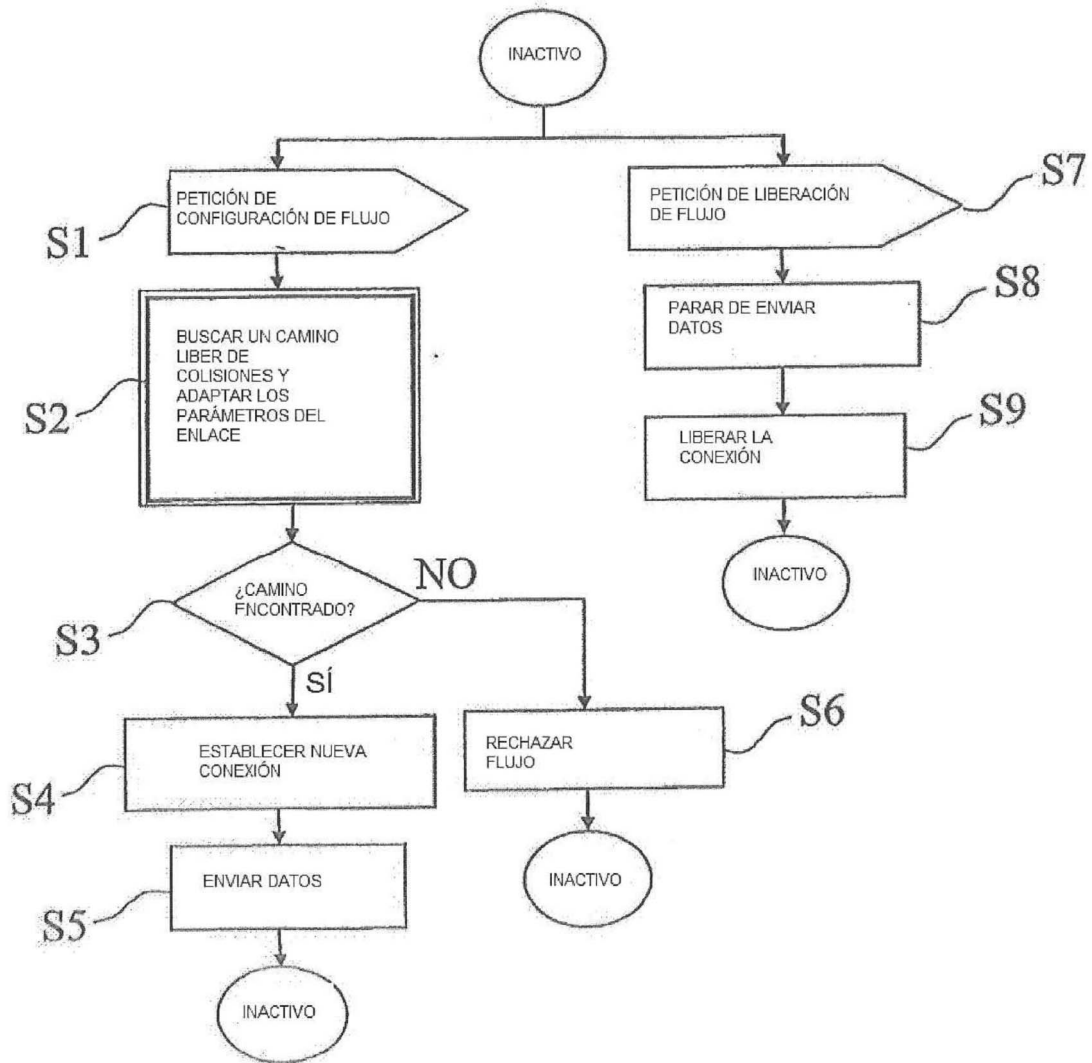 INACTIVO
PETICIÓN DE
CONFIGURACIÓN DE FLUJO
S1
BUSCAR UN CAMINO
LIBER DE
COLISIONES Y
ADAPTAR LOS
PARÁMETROS DEL
ENLACE
S2
¿CAMINO
ENCONTRADO?
S3
NO
SÍ
ESTABLECER NUEVA
CONEXIÓN
S4
ENVIAR DATOS
S5
INACTIVO
RECHAZAR
FLUJO
S6
INACTIVO
PETICIÓN DE LIBERACIÓN
DE FLUJO
S7
PARAR DE ENVIAR
DATOS
S8
LIBERAR LA
CONEXIÓN
S9
INACTIVO